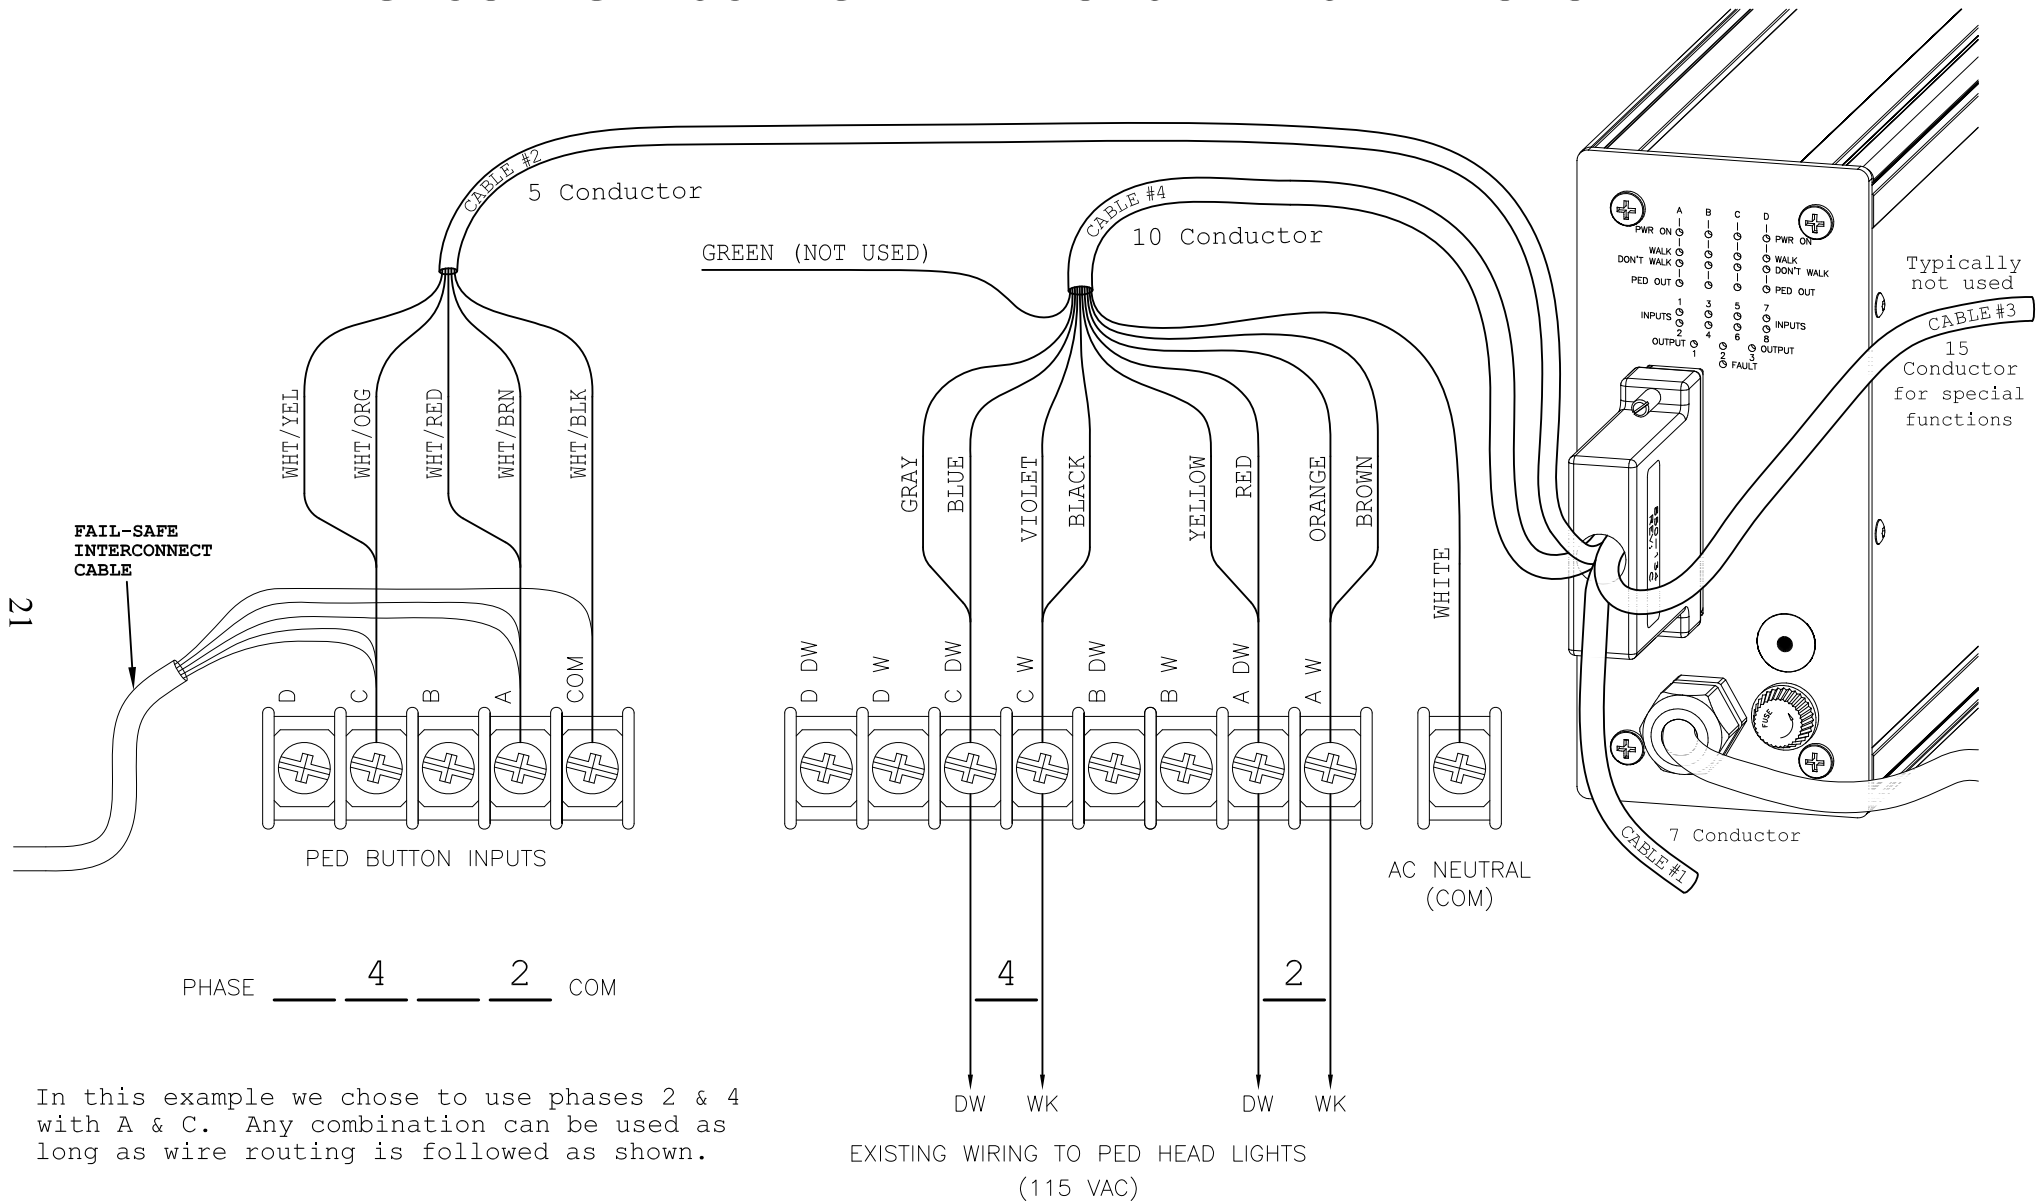 CABLE #2
5 Conductor
CABLE #4
10 Conductor
GREEN (NOT USED)
WHT/YEL
WHT/ORG
WHT/RED
WHT/BRN
WHT/BLK
FAIL-SAFE
INTERCONNECT
CABLE
D
C
B
A
COM
PED BUTTON INPUTS
PHASE 4 2 COM
GRAY
BLUE
VIOLET
BLACK
YELLOW
RED
ORANGE
BROWN
WHITE
D DW
D W
C DW
C W
B DW
B W
A DW
A W
AC NEUTRAL
(COM)
4
2
DW
WK
DW
WK
EXISTING WIRING TO PED HEAD LIGHTS
(115 VAC)
In this example we chose to use phases 2 & 4
with A & C. Any combination can be used as
long as wire routing is followed as shown.
21
A B C D
PWR ON PWR ON
WALK WALK
DON'T WALK DON'T WALK
PED OUT PED OUT
1 3 5 7
INPUTS INPUTS
2 4 6 8
OUTPUT OUTPUT
1 2 3
FAULT
FUSE
Typically
not used
CABLE #3
15
Conductor
for special
functions
7 Conductor
CABLE #1